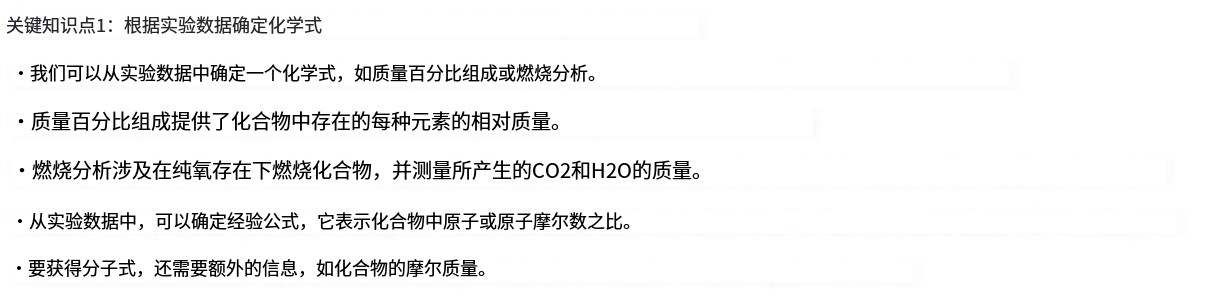 关键知识点1：根据实验数据确定化学式
•我们可以从实验数据中确定一个化学式，如质量百分比组成或燃烧分析。
•质量百分比组成提供了化合物中存在的每种元素的相对质量。
•燃烧分析涉及在纯氧存在下燃烧化合物，并测量所产生的CO2和H2O的质量。
•从实验数据中，可以确定经验公式，它表示化合物中原子或原子摩尔数之比。
•要获得分子式，还需要额外的信息，如化合物的摩尔质量。